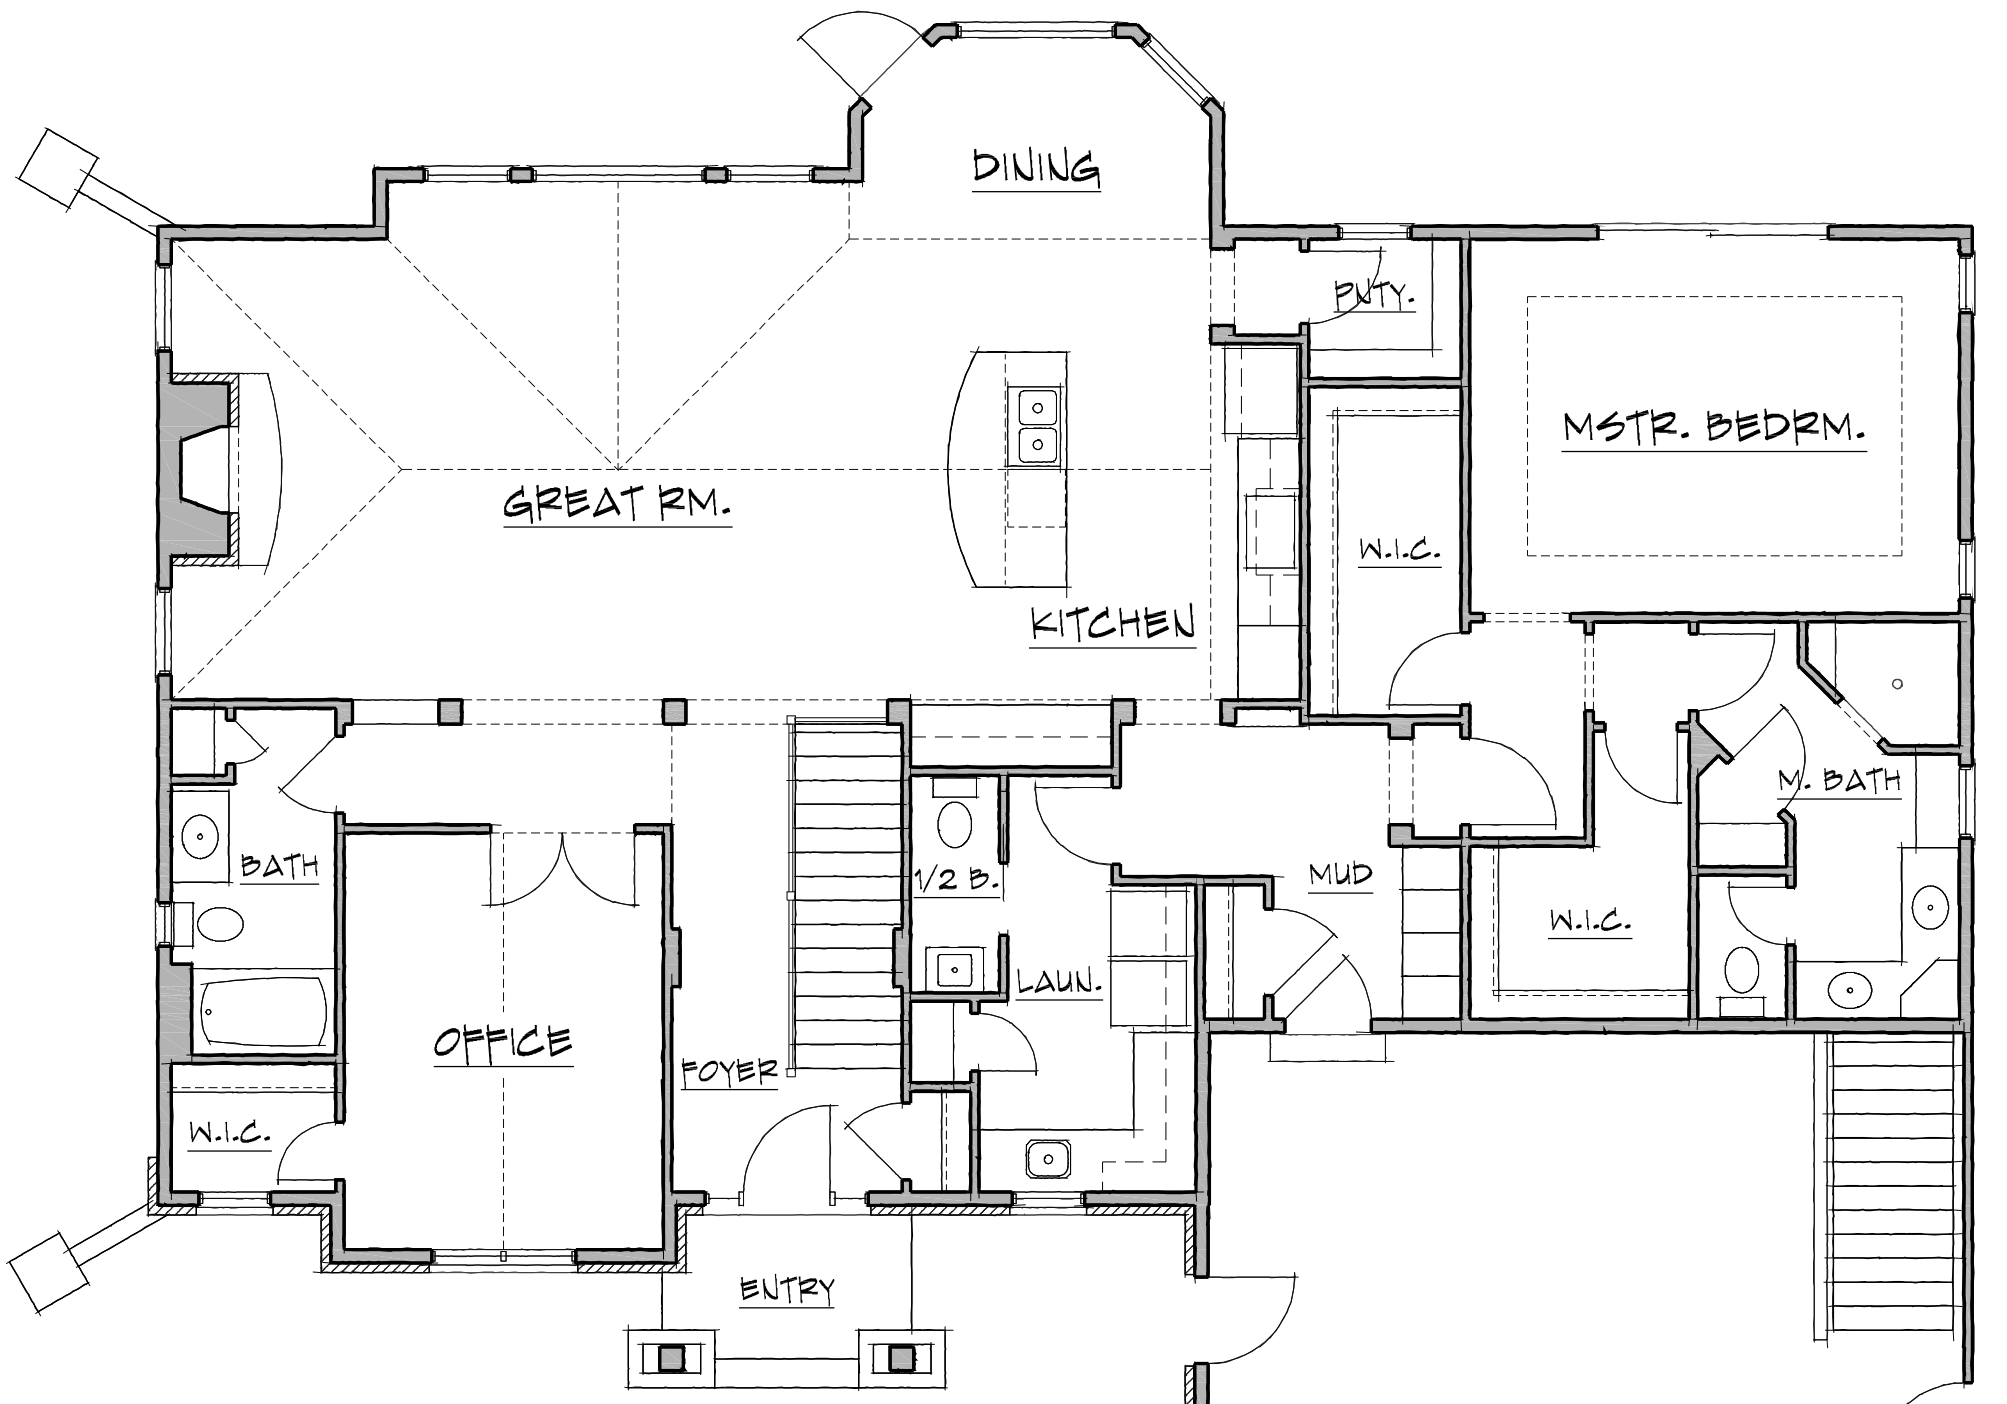 DINING
PNTY.
MSTR. BEDRM.
GREAT RM.
W.I.C.
KITCHEN
M. BATH
BATH
1/2 B.
MUD
W.I.C.
LAUN.
OFFICE
FOYER
W.I.C.
ENTRY